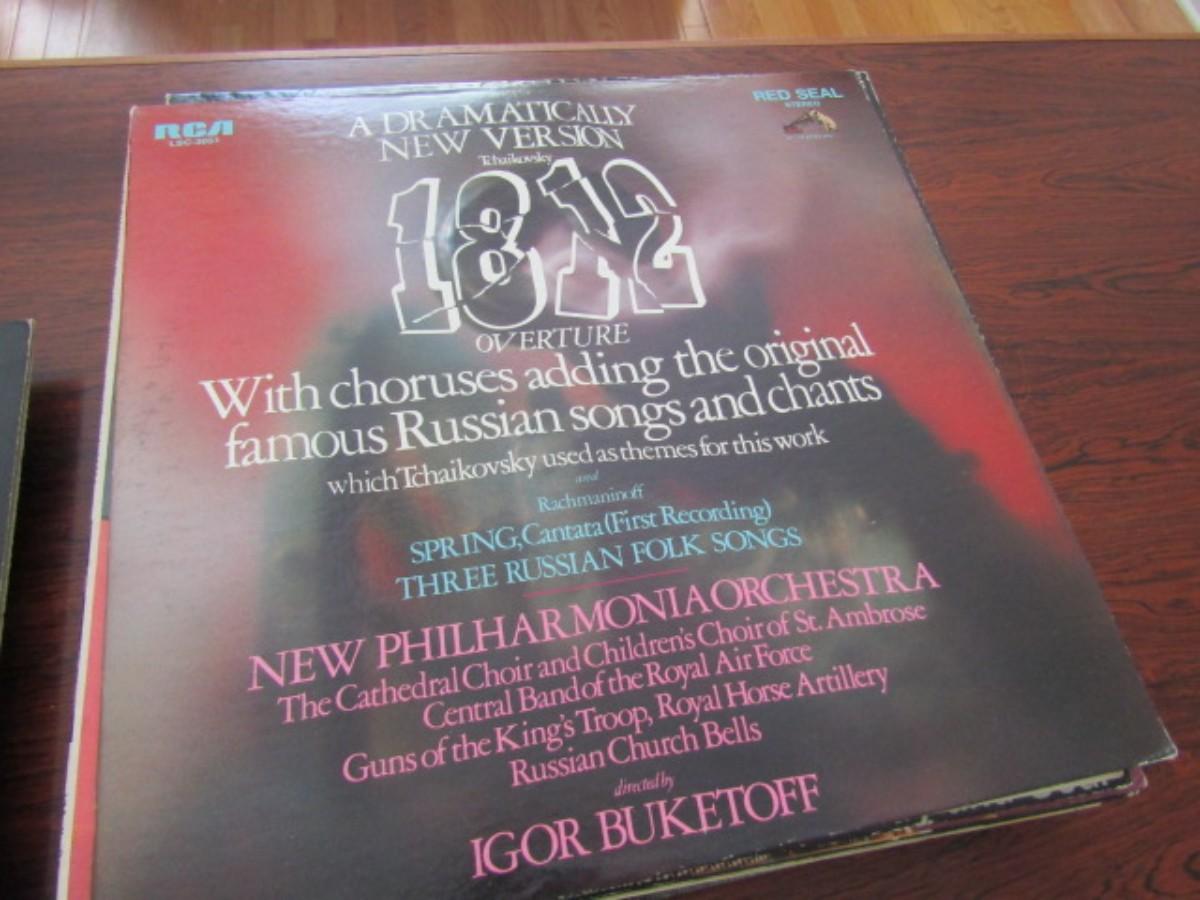 RCA
LSC-3051
RED SEAL
STEREO
A DRAMATICALLY
NEW VERSION
Tchaikovsky
1812
OVERTURE
With choruses adding the original
famous Russian songs and chants
which Tchaikovsky used as themes for this work
and
Rachmaninoff
SPRING, Cantata (First Recording)
THREE RUSSIAN FOLK SONGS
NEW PHILHARMONIA ORCHESTRA
The Cathedral Choir and Children's Choir of St. Ambrose
Central Band of the Royal Air Force
Guns of the King's Troop, Royal Horse Artillery
Russian Church Bells
directed by
IGOR BUKETOFF